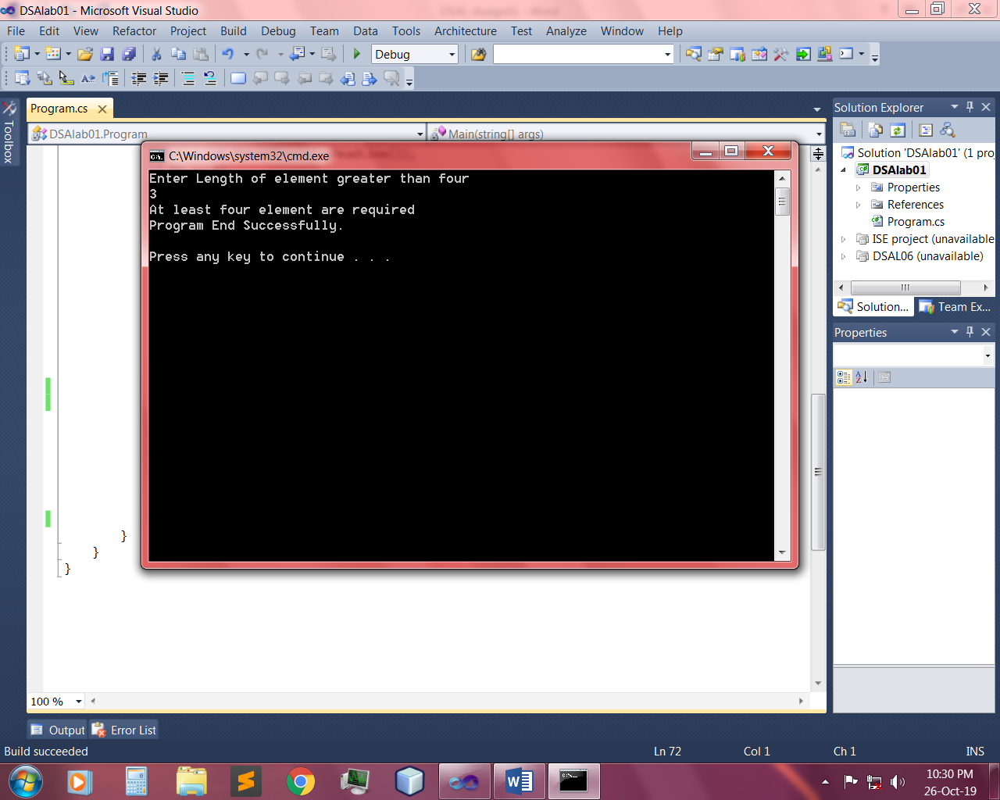 DSAlab01 - Microsoft Visual Studio
File Edit View Refactor Project Build Debug Team Data Tools Architecture Test Analyze Window Help
Debug
Toolbox
Program.cs
DSAlab01.Program
Main(string[] args)
C:\Windows\system32\cmd.exe
Enter Length of element greater than four
3
At least four element are required
Program End Successfully.
Press any key to continue . . .
}
}
}
100 %
Solution Explorer
Solution 'DSAlab01' (1 proj
DSAlab01
Properties
References
Program.cs
ISE project (unavailable
DSAL06 (unavailable)
Solution... Team Ex...
Properties
Output Error List
Build succeeded Ln 72 Col 1 Ch 1 INS
10:30 PM
26-Oct-19